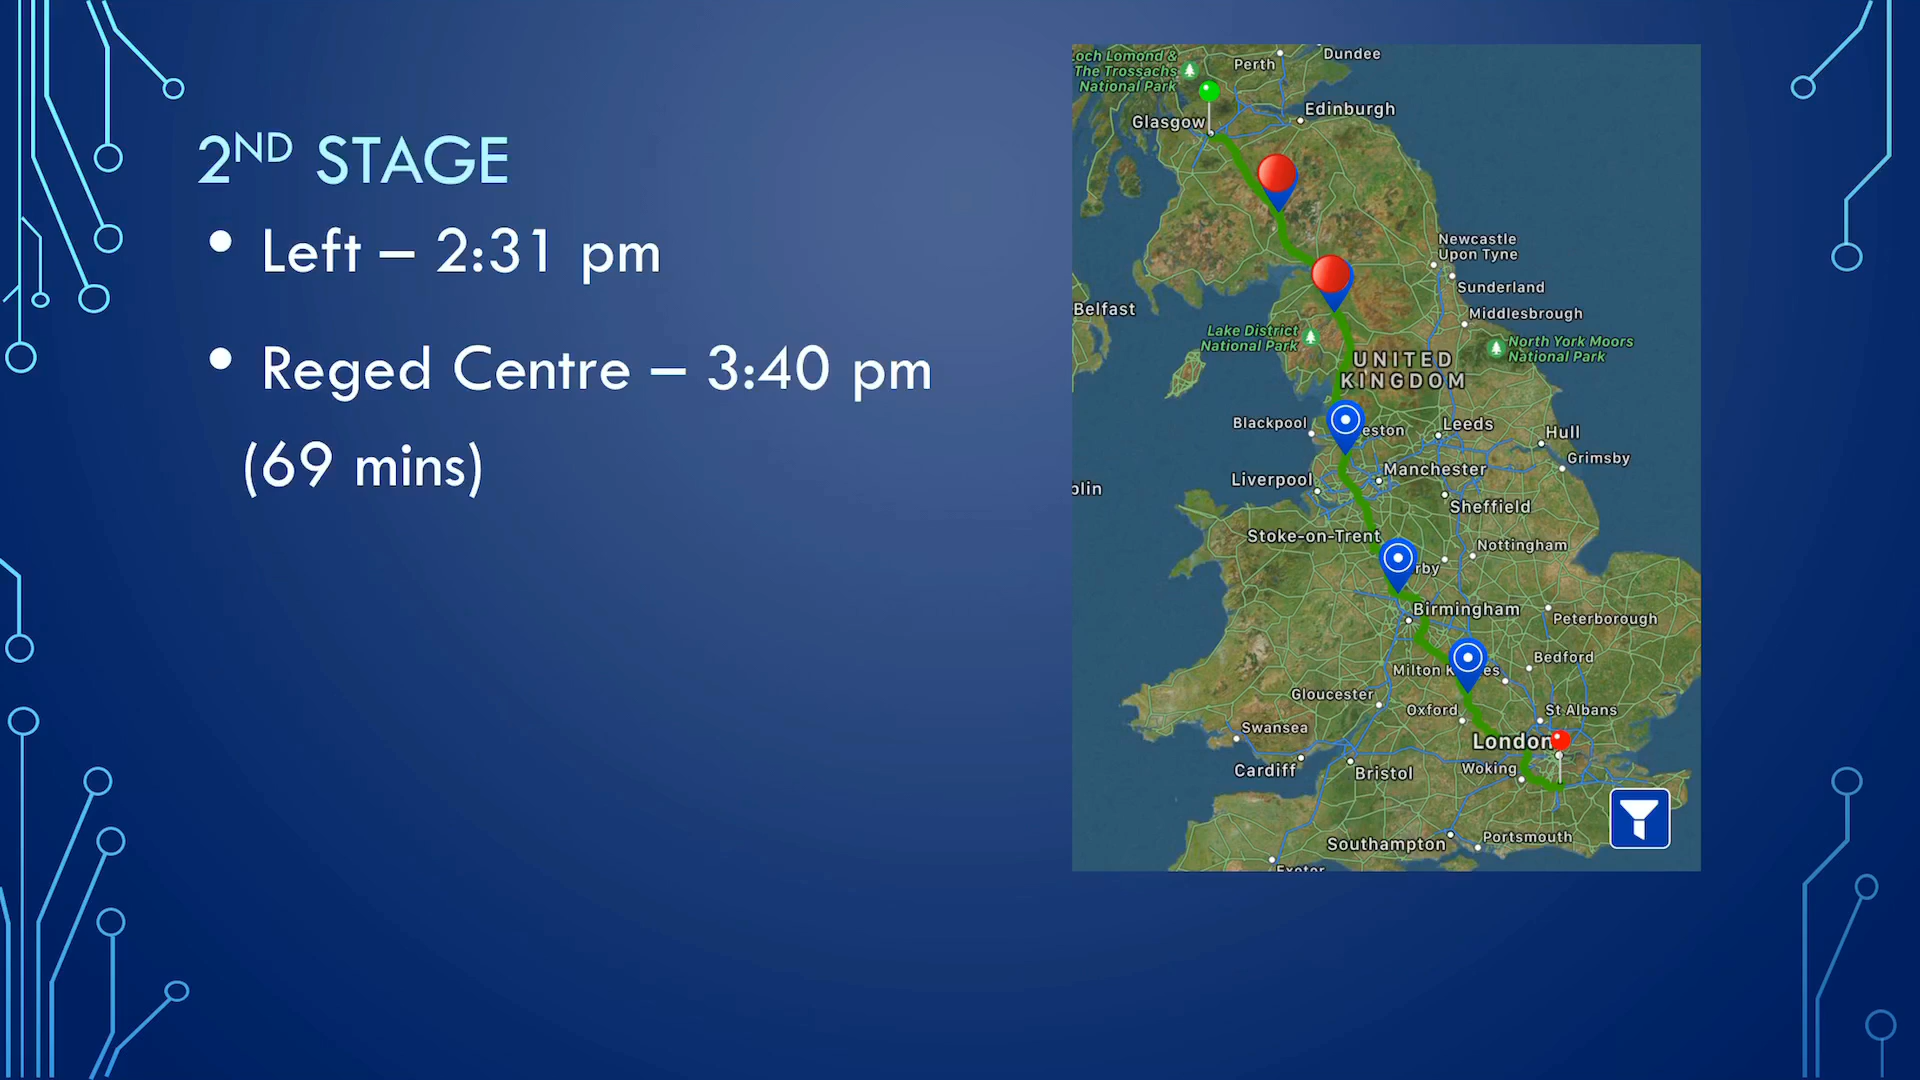 2ND STAGE
• Left – 2:31 pm
• Reged Centre – 3:40 pm
(69 mins)
och Lomond &
The Trossachs
National Park
Perth
Dundee
Glasgow
Edinburgh
Newcastle
Upon Tyne
Sunderland
Belfast
Middlesbrough
Lake District
National Park
North York Moors
National Park
UNITED
KINGDOM
Blackpool
eston
Leeds
Hull
Grimsby
Liverpool
Manchester
blin
Sheffield
Stoke-on-Trent
Nottingham
rby
Birmingham
Peterborough
Milton K es
Bedford
Gloucester
Oxford
St Albans
Swansea
London
Cardiff
Bristol
Woking
Southampton
Portsmouth
Exeter